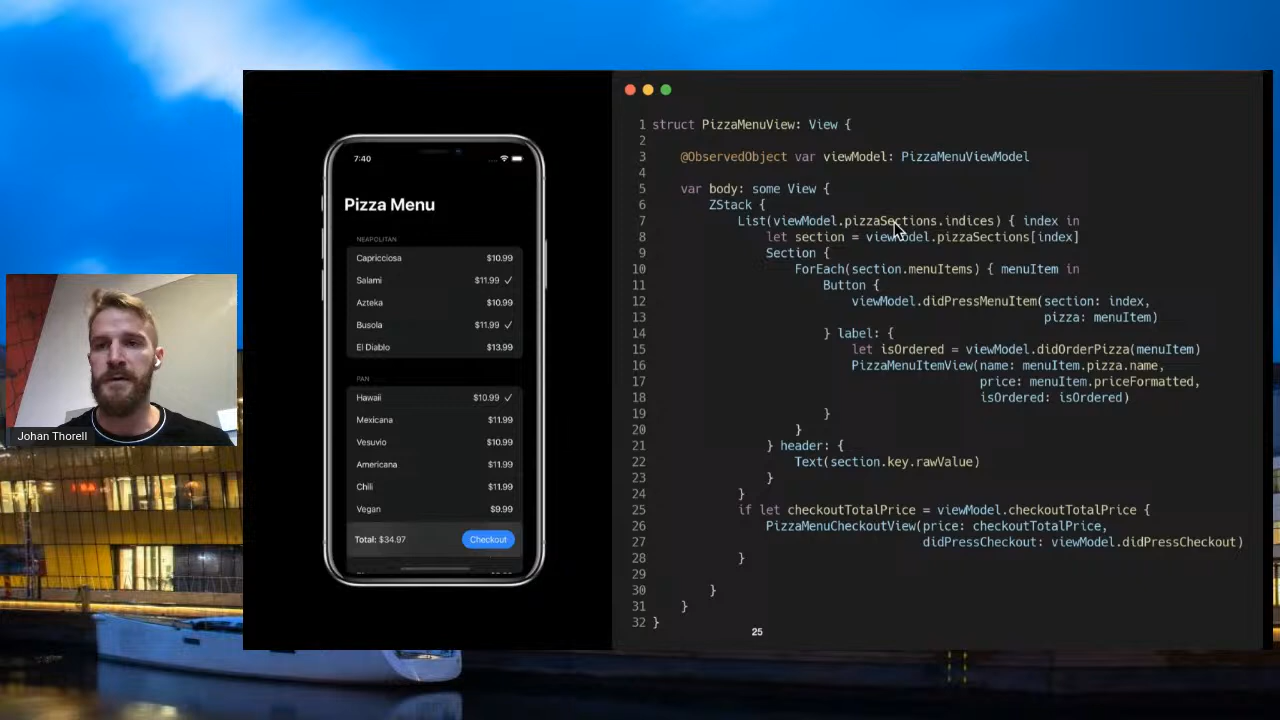 7:40
Pizza Menu
NEAPOLITAN
Capricciosa $10.99
Salami $11.99 ✓
Azteka $10.99
Busola $11.99 ✓
El Diablo $13.99
PAN
Hawaii $10.99 ✓
Mexicana $11.99
Vesuvio $10.99
Americana $11.99
Chili $11.99
Vegan $9.99
Total: $34.97 Checkout
1 struct PizzaMenuView: View {
2
3 @ObservedObject var viewModel: PizzaMenuViewModel
4
5 var body: some View {
6 ZStack {
7 List(viewModel.pizzaSections.indices) { index in
8 let section = viewModel.pizzaSections[index]
9 Section {
10 ForEach(section.menuItems) { menuItem in
11 Button {
12 viewModel.didPressMenuItem(section: index,
13 pizza: menuItem)
14 } label: {
15 let isOrdered = viewModel.didOrderPizza(menuItem)
16 PizzaMenuItemView(name: menuItem.pizza.name,
17 price: menuItem.priceFormatted,
18 isOrdered: isOrdered)
19 }
20 }
21 } header: {
22 Text(section.key.rawValue)
23 }
24 }
25 if let checkoutTotalPrice = viewModel.checkoutTotalPrice {
26 PizzaMenuCheckoutView(price: checkoutTotalPrice,
27 didPressCheckout: viewModel.didPressCheckout)
28 }
29
30 }
31 }
32 }
25
Johan Thorell